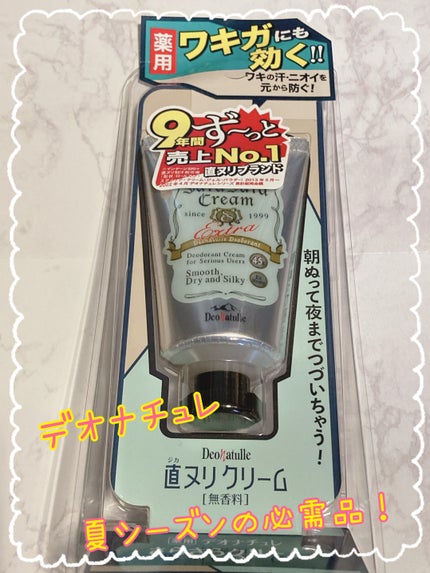 薬用
ワキガにも
効く!!
ワキの汗・ニオイを
元から防ぐ!
9年間
ず〜っと
売上No.1
直ヌリブランド
Cream
since 1999
Extra
Deonatulle Deodorant
Deodorant Cream
for Serious Users
45g
Smooth,
Dry and Silky
DeoNatulle
朝ぬって夜までつづいちゃう!
デオナチュレ
DeoNatulle
ジカ
直ヌリ クリーム
[無香料]
夏シーズンの必需品!